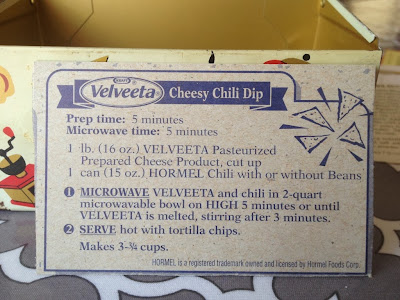 KRAFT
Velveeta Cheesy Chili Dip
Prep time: 5 minutes
Microwave time: 5 minutes
1 lb. (16 oz.) VELVEETA Pasteurized
Prepared Cheese Product, cut up
1 can (15 oz.) HORMEL Chili with or without Beans
1 MICROWAVE VELVEETA and chili in 2-quart
microwavable bowl on HIGH 5 minutes or until
VELVEETA is melted, stirring after 3 minutes.
2 SERVE hot with tortilla chips.
Makes 3-¼ cups.
HORMEL is a registered trademark owned and licensed by Hormel Foods Corp.